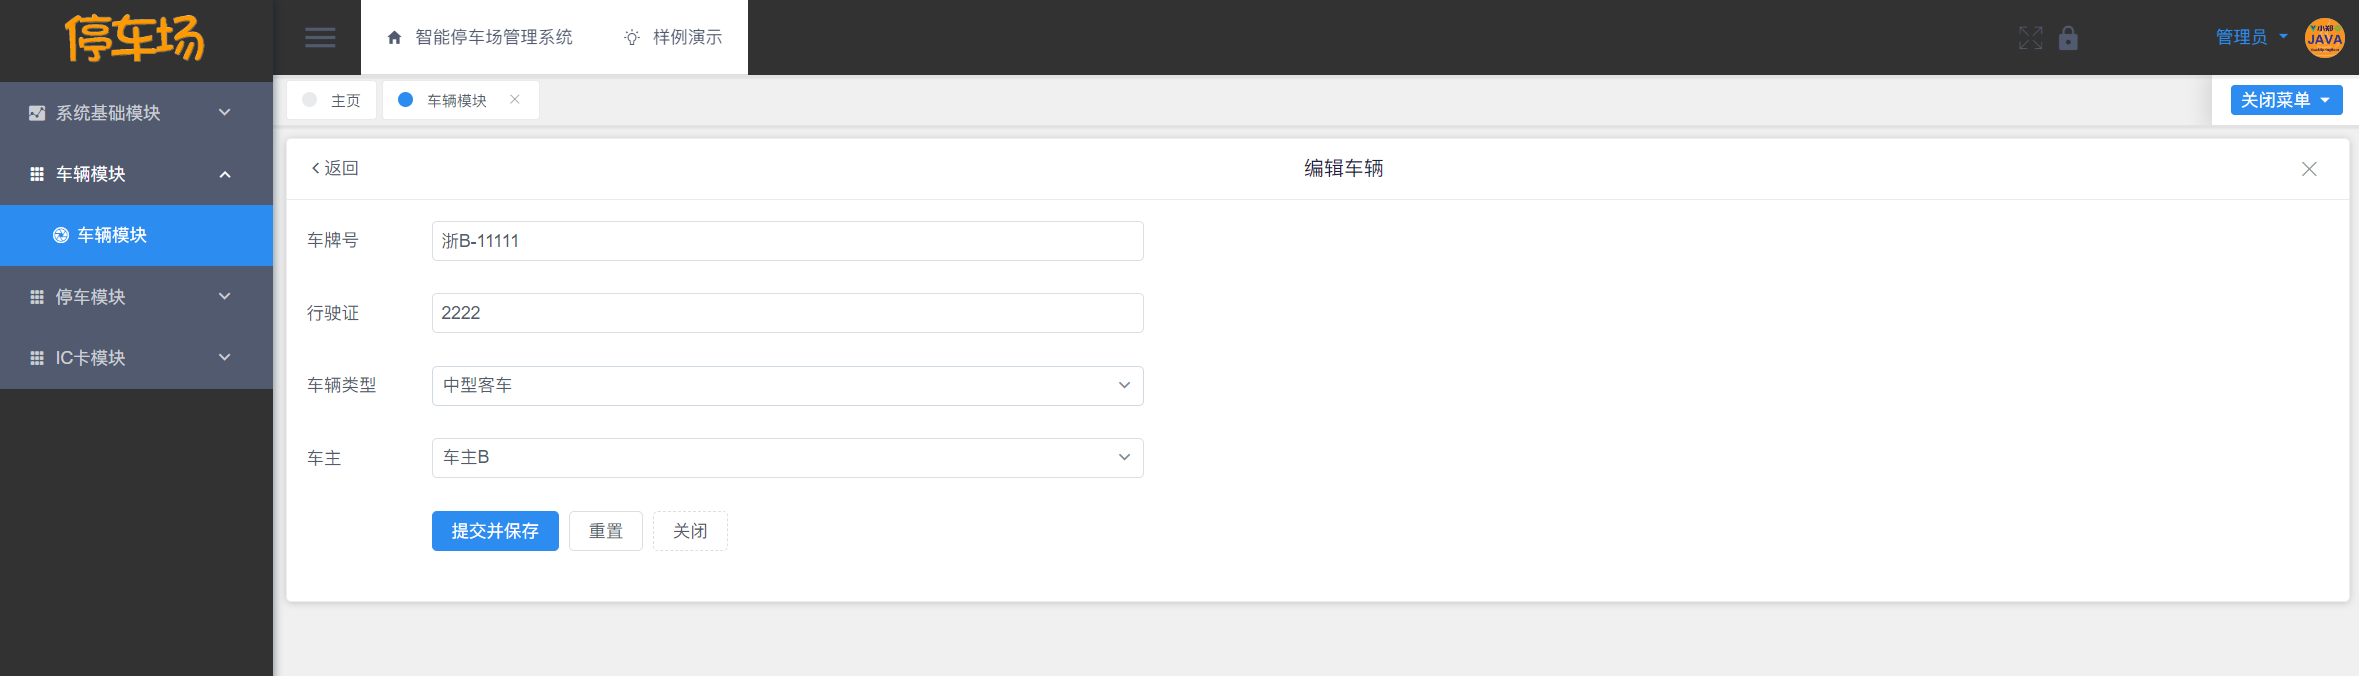 停车场
智能停车场管理系统
样例演示
管理员
小郑
JAVA
系统基础模块
车辆模块
车辆模块
停车模块
IC卡模块
主页
车辆模块
关闭菜单
返回
编辑车辆
车牌号
浙B-11111
行驶证
2222
车辆类型
中型客车
车主
车主B
提交并保存
重置
关闭